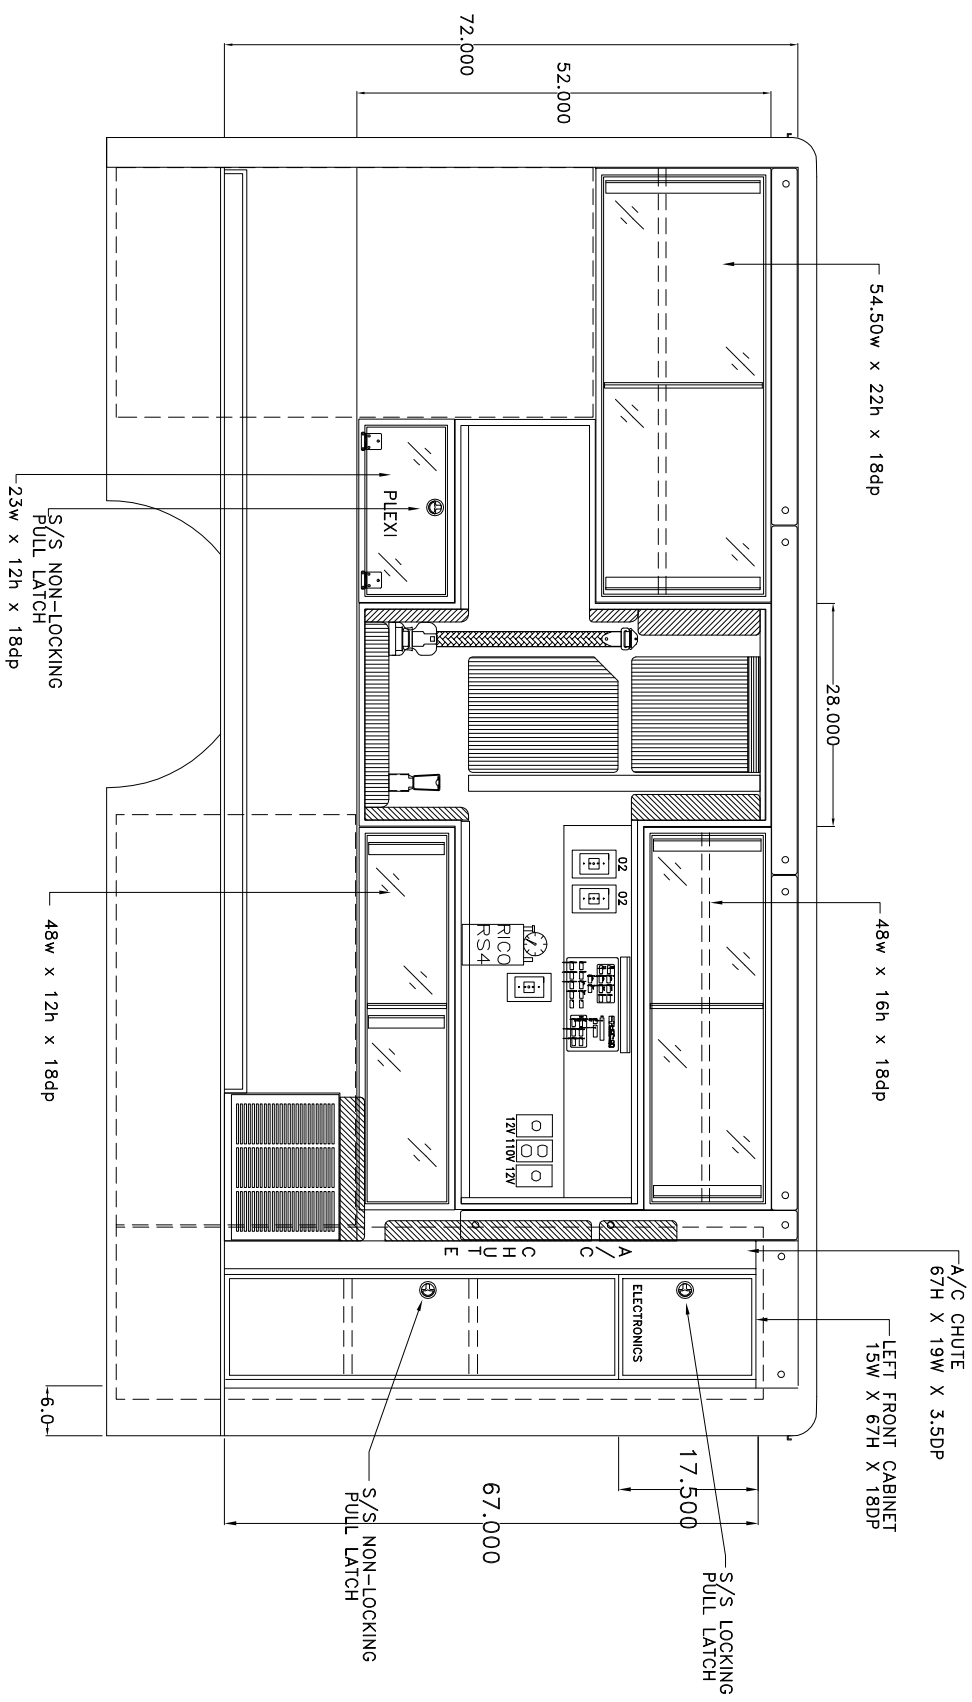 72.000
52.000
54.50w x 22h x 18dp
28.000
48w x 16h x 18dp
A/C CHUTE
67H X 19W X 3.5DP
LEFT FRONT CABINET
15W X 67H X 18DP
S/S LOCKING
PULL LATCH
17.500
67.000
S/S NON-LOCKING
PULL LATCH
6.0
ELECTRONICS
A/C
CHUTE
O2
O2
RICO
RS4
12V
110V
12V
PLEXI
S/S NON-LOCKING
PULL LATCH
23w x 12h x 18dp
48w x 12h x 18dp